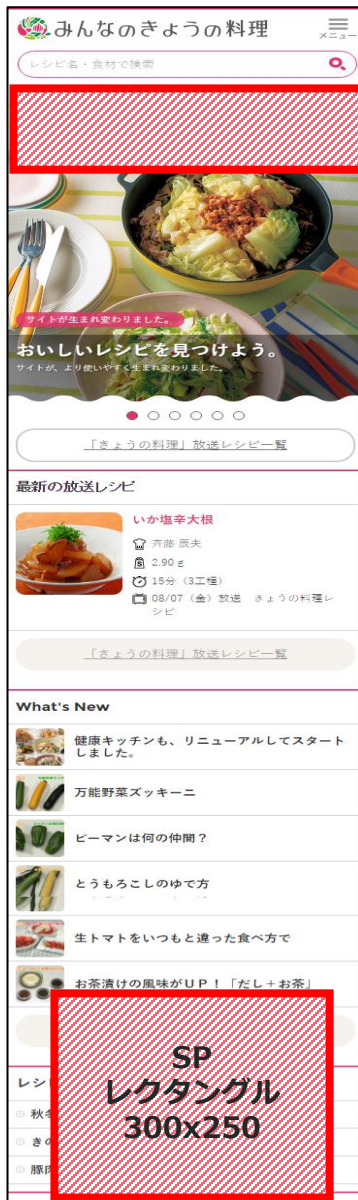 みんなのきょうの料理
メニュー
レシピ名・食材で検索
サイトが生まれ変わりました。
おいしいレシピを見つけよう。
サイトが、より使いやすく生まれ変わりました。
「きょうの料理」放送レシピ一覧
最新の放送レシピ
いか塩辛大根
斉藤 辰夫
2.90 g
15分（3工程）
08/07（金）放送　きょうの料理レ
シピ
「きょうの料理」放送レシピ一覧
What's New
健康キッチンも、リニューアルしてスタート
しました。
万能野菜ズッキーニ
ピーマンは何の仲間？
とうもろこしのゆで方
生トマトをいつもと違った食べ方で
お茶漬けの風味がUP！「だし＋お茶」
SP
レクタングル
300x250
レシ
秋冬
きの
豚肉